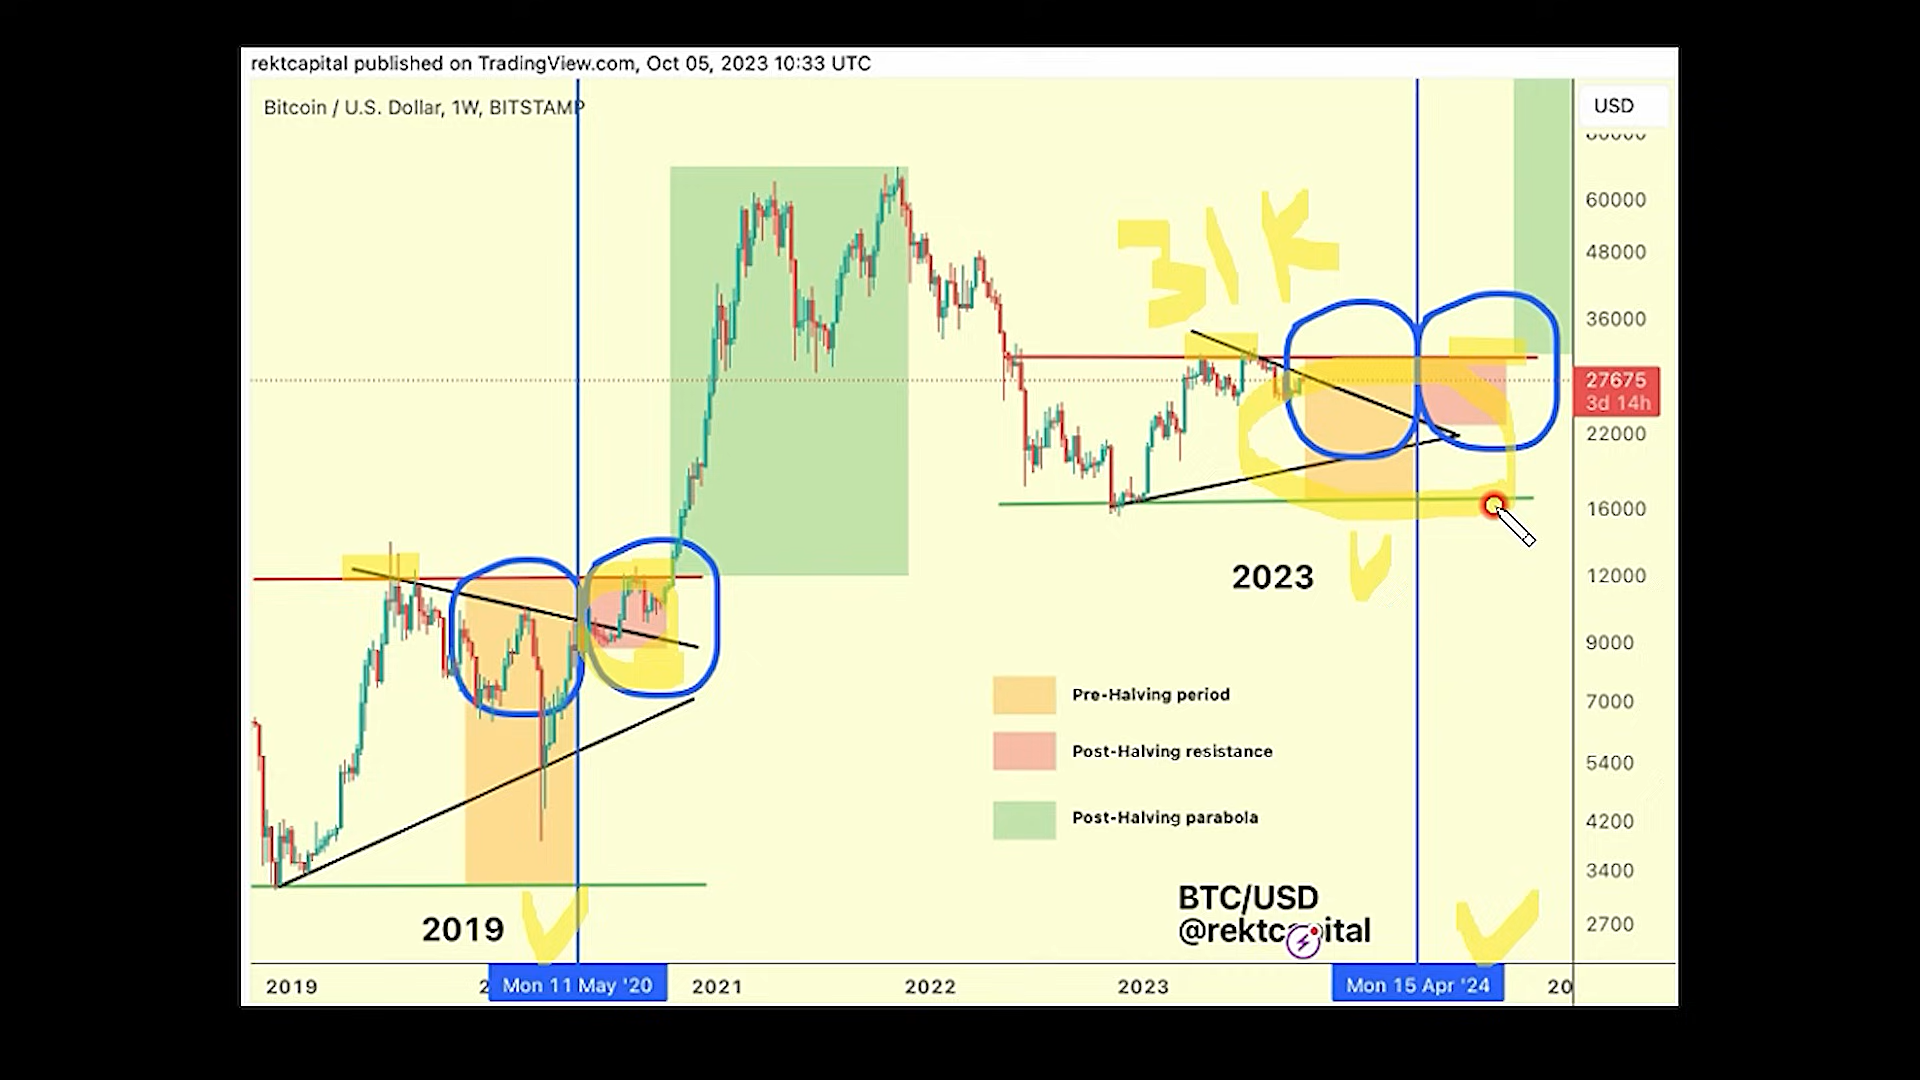 rektcapital published on TradingView.com, Oct 05, 2023 10:33 UTC
Bitcoin / U.S. Dollar, 1W, BITSTAMP
USD
60000
31K
48000
36000
27675
3d 14h
22000
16000
2023
12000
9000
Pre-Halving period
7000
Post-Halving resistance
5400
Post-Halving parabola
4200
3400
BTC/USD
2019
2700
2019
Mon 11 May '20
2021
2022
2023
Mon 15 Apr '24
20